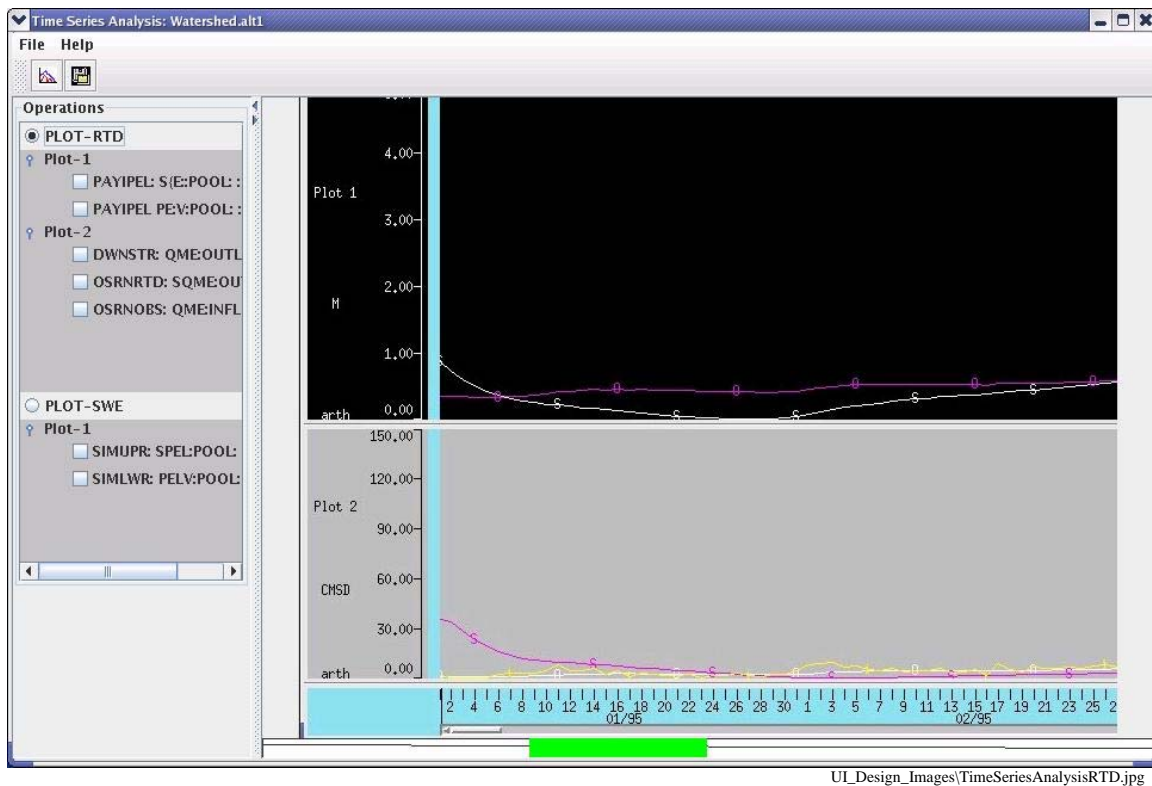 Time Series Analysis: Watershed.alt1
File Help
Operations
PLOT-RTD
Plot-1
PAYIPEL: S(E::POOL: :
PAYIPEL PE:V:POOL: :
Plot-2
DWNSTR: QME:OUTL
OSRNRTD: SQME:OU
OSRNOBS: QME:INFL
PLOT-SWE
Plot-1
SIMUPR: SPEL:POOL:
SIMLWR: PELV:POOL:
4.00
Plot 1
3.00
2.00
M
1.00
arth 0.00
S O S O S O S O S O S O
150.00
120.00
Plot 2
90.00
60.00
CMSD
30.00
arth 0.00
S S S S S S
O O O O
2 4 6 8 10 12 14 16 18 20 22 24 26 28 30 1 3 5 7 9 11 13 15 17 19 21 23 25 2
01/95 02/95
UI_Design_Images\TimeSeriesAnalysisRTD.jpg